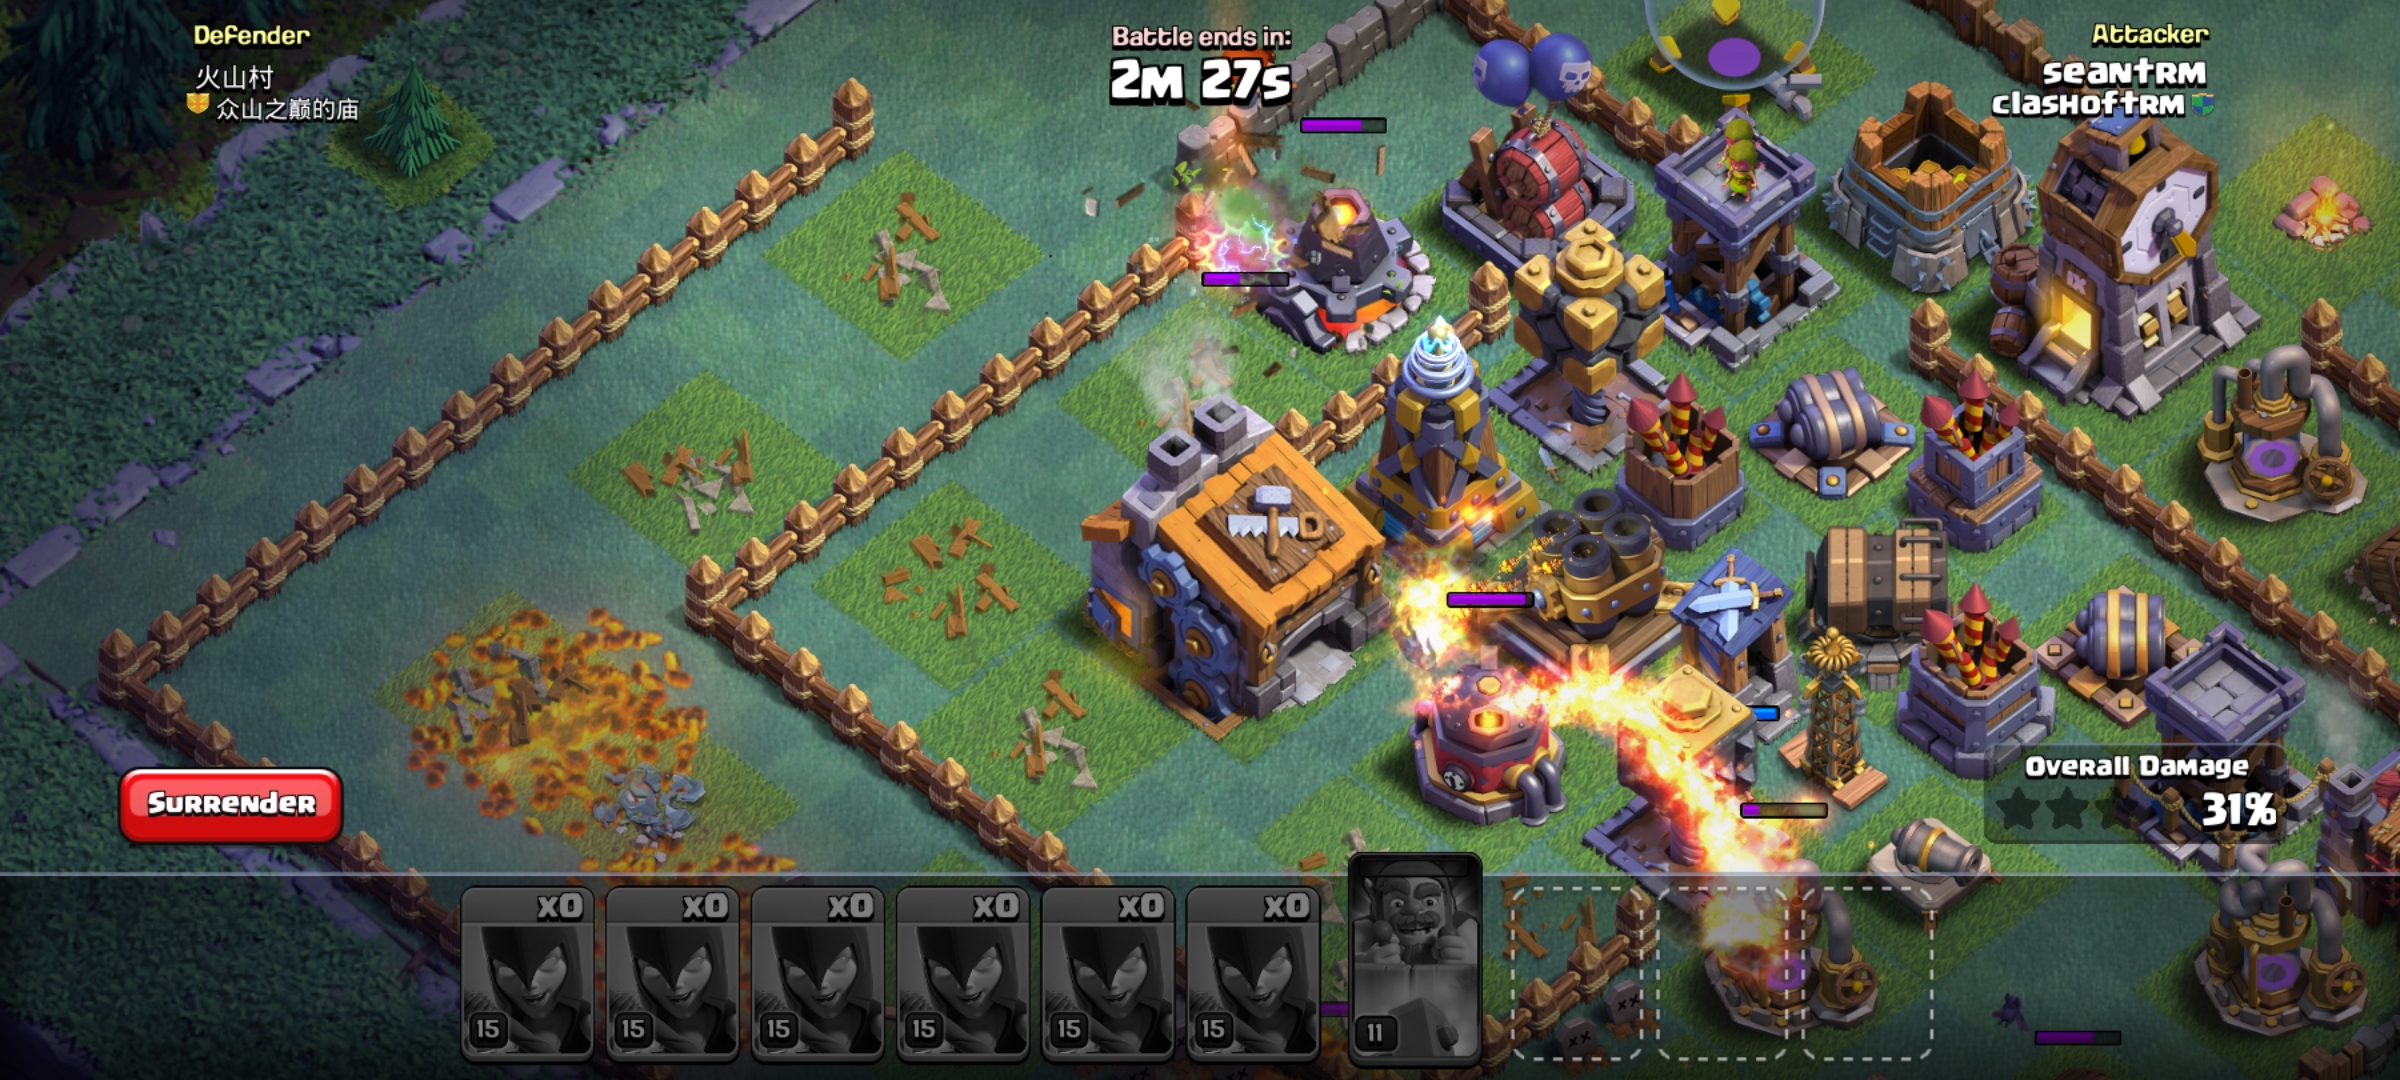 Defender
火山村
众山之巅的庙
Battle ends in:
2M 27s
Attacker
seantRM
clashoftRM
IX
Surrender
Overall Damage
31%
x0 x0 x0 x0 x0 x0
15 15 15 15 15 15 11